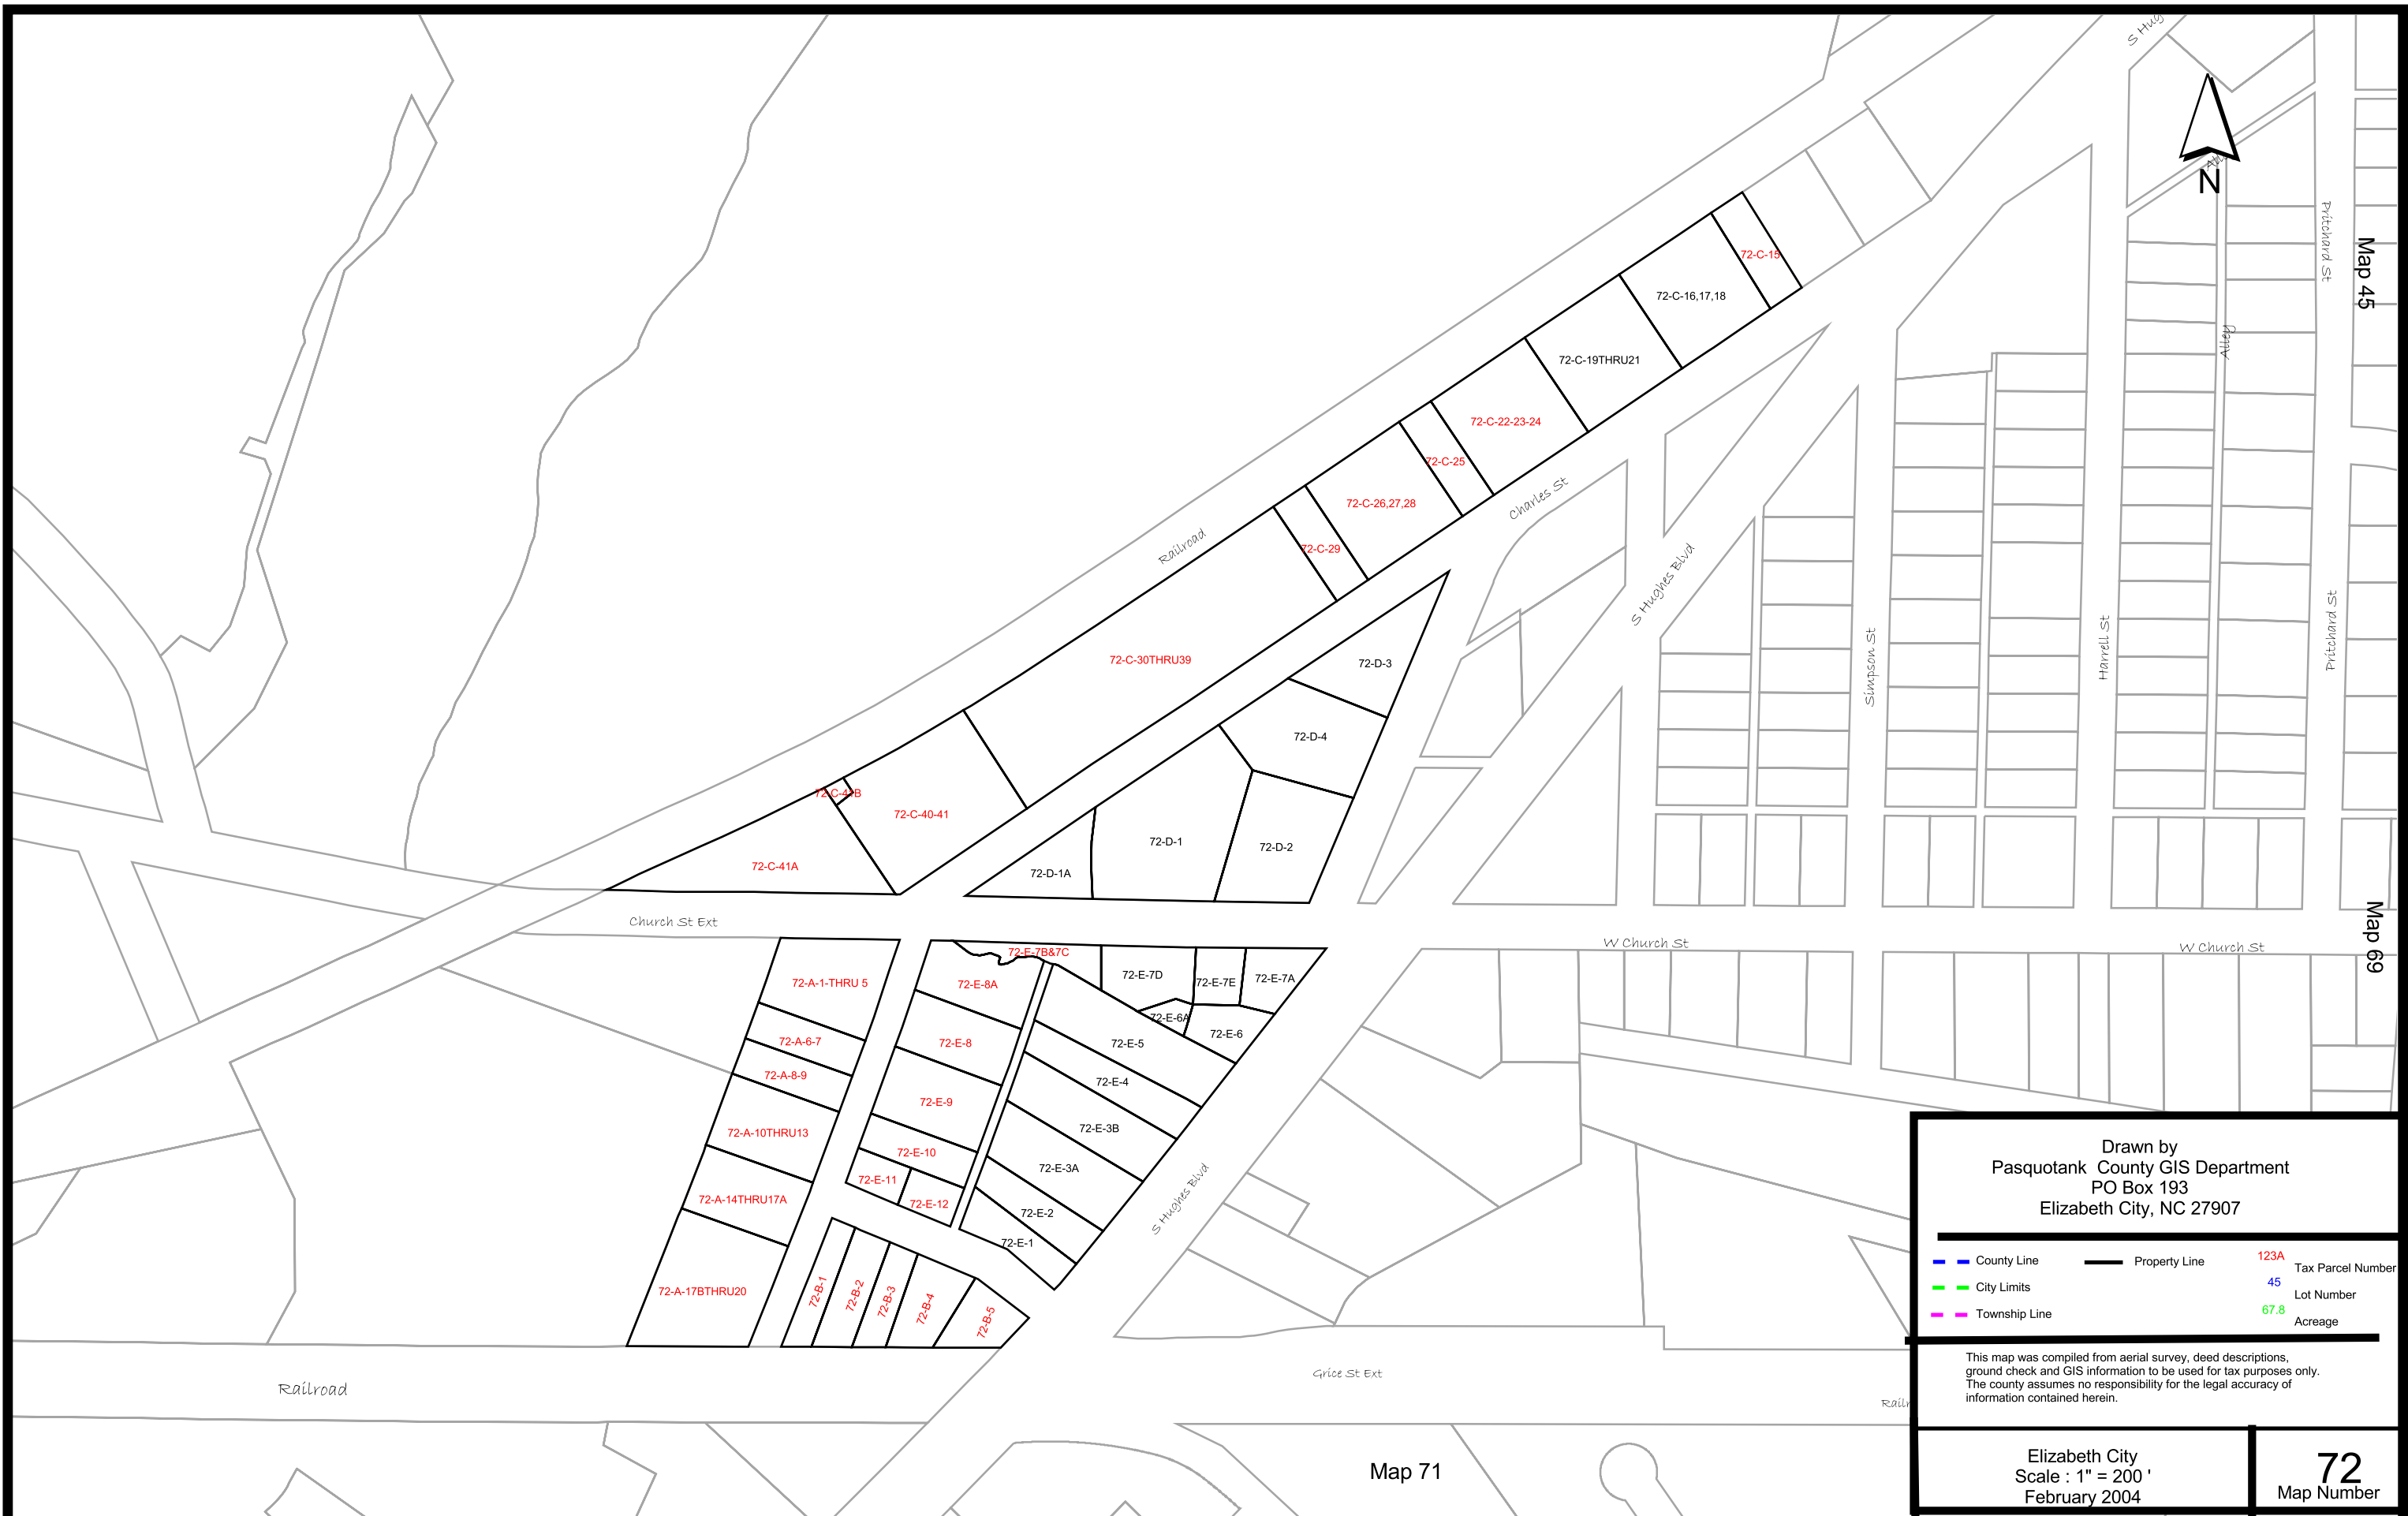 S Hug
N
Pritchard St
Map 45
72-C-15
72-C-16,17,18
Alley
72-C-19THRU21
72-C-22-23-24
72-C-25
72-C-26,27,28
Charles St
72-C-29
Railroad
S Hughes Blvd
Simpson St
Harrell St
Pritchard St
72-C-30THRU39
72-D-3
72-D-4
72-C-40-41
72-D-1
72-D-2
72-C-41A
72-D-1A
Church St Ext
W Church St
W Church St
Map 69
72-E-7B&7C
72-E-7D
72-E-7E
72-E-7A
72-A-1-THRU 5
72-E-8A
72-E-6A
72-E-6
72-A-6-7
72-E-8
72-E-5
72-A-8-9
72-E-4
72-E-9
72-E-3B
72-A-10THRU13
72-E-10
72-E-3A
72-E-11
72-A-14THRU17A
72-E-12
72-E-2
S Hughes Blvd
72-E-1
72-A-17BTHRU20
72-B-1
72-B-2
72-B-3
72-B-4
72-B-5
Railroad
Grice St Ext
Railr
Map 71
Drawn by
Pasquotank County GIS Department
PO Box 193
Elizabeth City, NC 27907
County Line
Property Line
123A
Tax Parcel Number
City Limits
45
Lot Number
Township Line
67.8
Acreage
This map was compiled from aerial survey, deed descriptions,
ground check and GIS information to be used for tax purposes only.
The county assumes no responsibility for the legal accuracy of
information contained herein.
Elizabeth City
Scale : 1" = 200 '
February 2004
72
Map Number